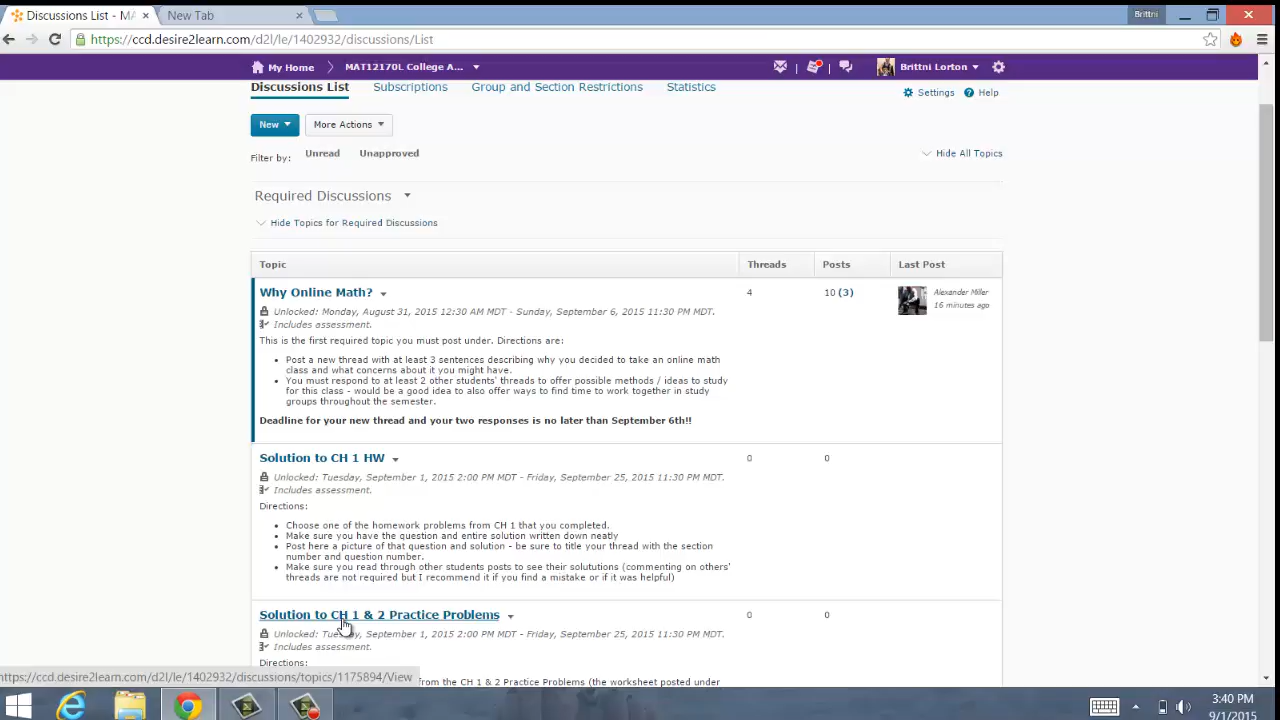 Discussions List - M
New Tab
Brittni
https://ccd.desire2learn.com/d2l/le/1402932/discussions/List
My Home
MAT12170L College A...
Brittni Lorton
Discussions List
Subscriptions
Group and Section Restrictions
Statistics
Settings
Help
New
More Actions
Filter by:
Unread
Unapproved
Hide All Topics
Required Discussions
Hide Topics for Required Discussions
Topic
Threads
Posts
Last Post
Why Online Math?
4
10 (3)
Alexander Miller
16 minutes ago
Unlocked: Monday, August 31, 2015 12:30 AM MDT - Sunday, September 6, 2015 11:30 PM MDT.
Includes assessment.
This is the first required topic you must post under. Directions are:
Post a new thread with at least 3 sentences describing why you decided to take an online math
class and what concerns about it you might have.
You must respond to at least 2 other students' threads to offer possible methods / ideas to study
for this class - would be a good idea to also offer ways to find time to work together in study
groups throughout the semester.
Deadline for your new thread and your two responses is no later than September 6th!!
Solution to CH 1 HW
0
0
Unlocked: Tuesday, September 1, 2015 2:00 PM MDT - Friday, September 25, 2015 11:30 PM MDT.
Includes assessment.
Directions:
Choose one of the homework problems from CH 1 that you completed.
Make sure you have the question and entire solution written down neatly
Post here a picture of that question and solution - be sure to title your thread with the section
number and question number.
Make sure you read through other students posts to see their solututions (commenting on others'
threads are not required but I recommend it if you find a mistake or if it was helpful)
Solution to CH 1 & 2 Practice Problems
0
0
Unlocked: Tuesday, September 1, 2015 2:00 PM MDT - Friday, September 25, 2015 11:30 PM MDT.
Includes assessment.
Directions:
https://ccd.desire2learn.com/d2l/le/1402932/discussions/topics/1175894/View
from the CH 1 & 2 Practice Problems (the worksheet posted under
3:40 PM
9/1/2015